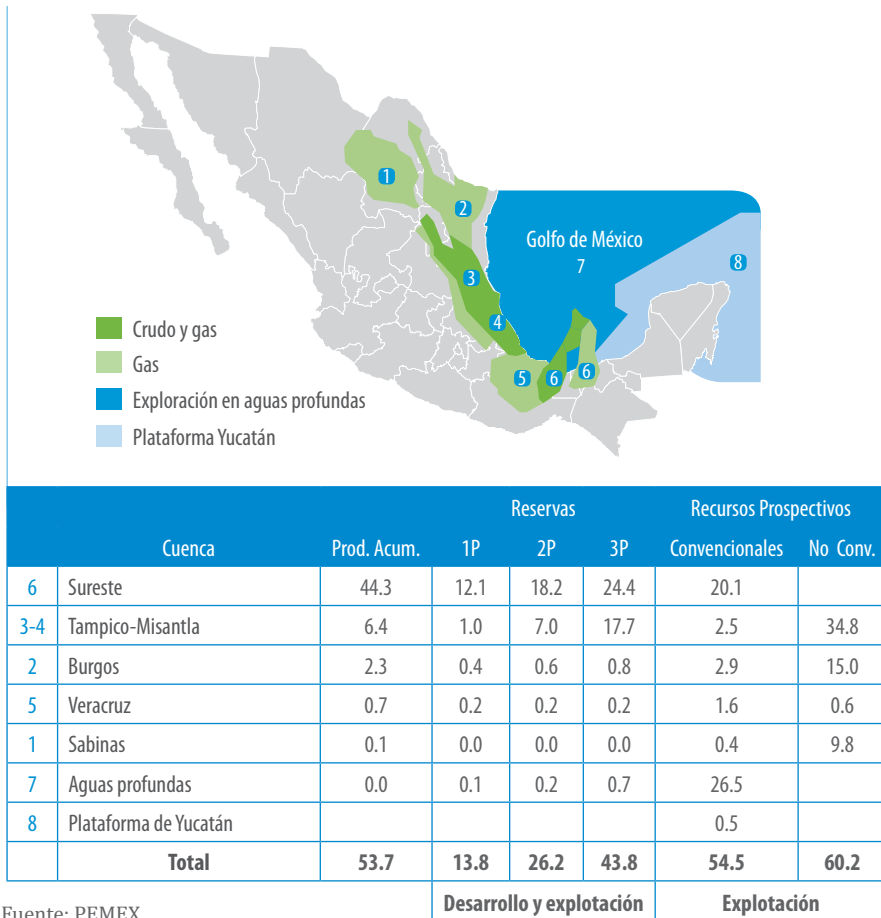 1
2
Golfo de México
7
8
3
4
5
6
6
Crudo y gas
Gas
Exploración en aguas profundas
Plataforma Yucatán
Reservas Recursos Prospectivos
Cuenca Prod. Acum. 1P 2P 3P Convencionales No Conv.
6 Sureste 44.3 12.1 18.2 24.4 20.1
3-4 Tampico-Misantla 6.4 1.0 7.0 17.7 2.5 34.8
2 Burgos 2.3 0.4 0.6 0.8 2.9 15.0
5 Veracruz 0.7 0.2 0.2 0.2 1.6 0.6
1 Sabinas 0.1 0.0 0.0 0.0 0.4 9.8
7 Aguas profundas 0.0 0.1 0.2 0.7 26.5
8 Plataforma de Yucatán 0.5
Total 53.7 13.8 26.2 43.8 54.5 60.2
Desarrollo y explotación Explotación
Fuente: PEMEX